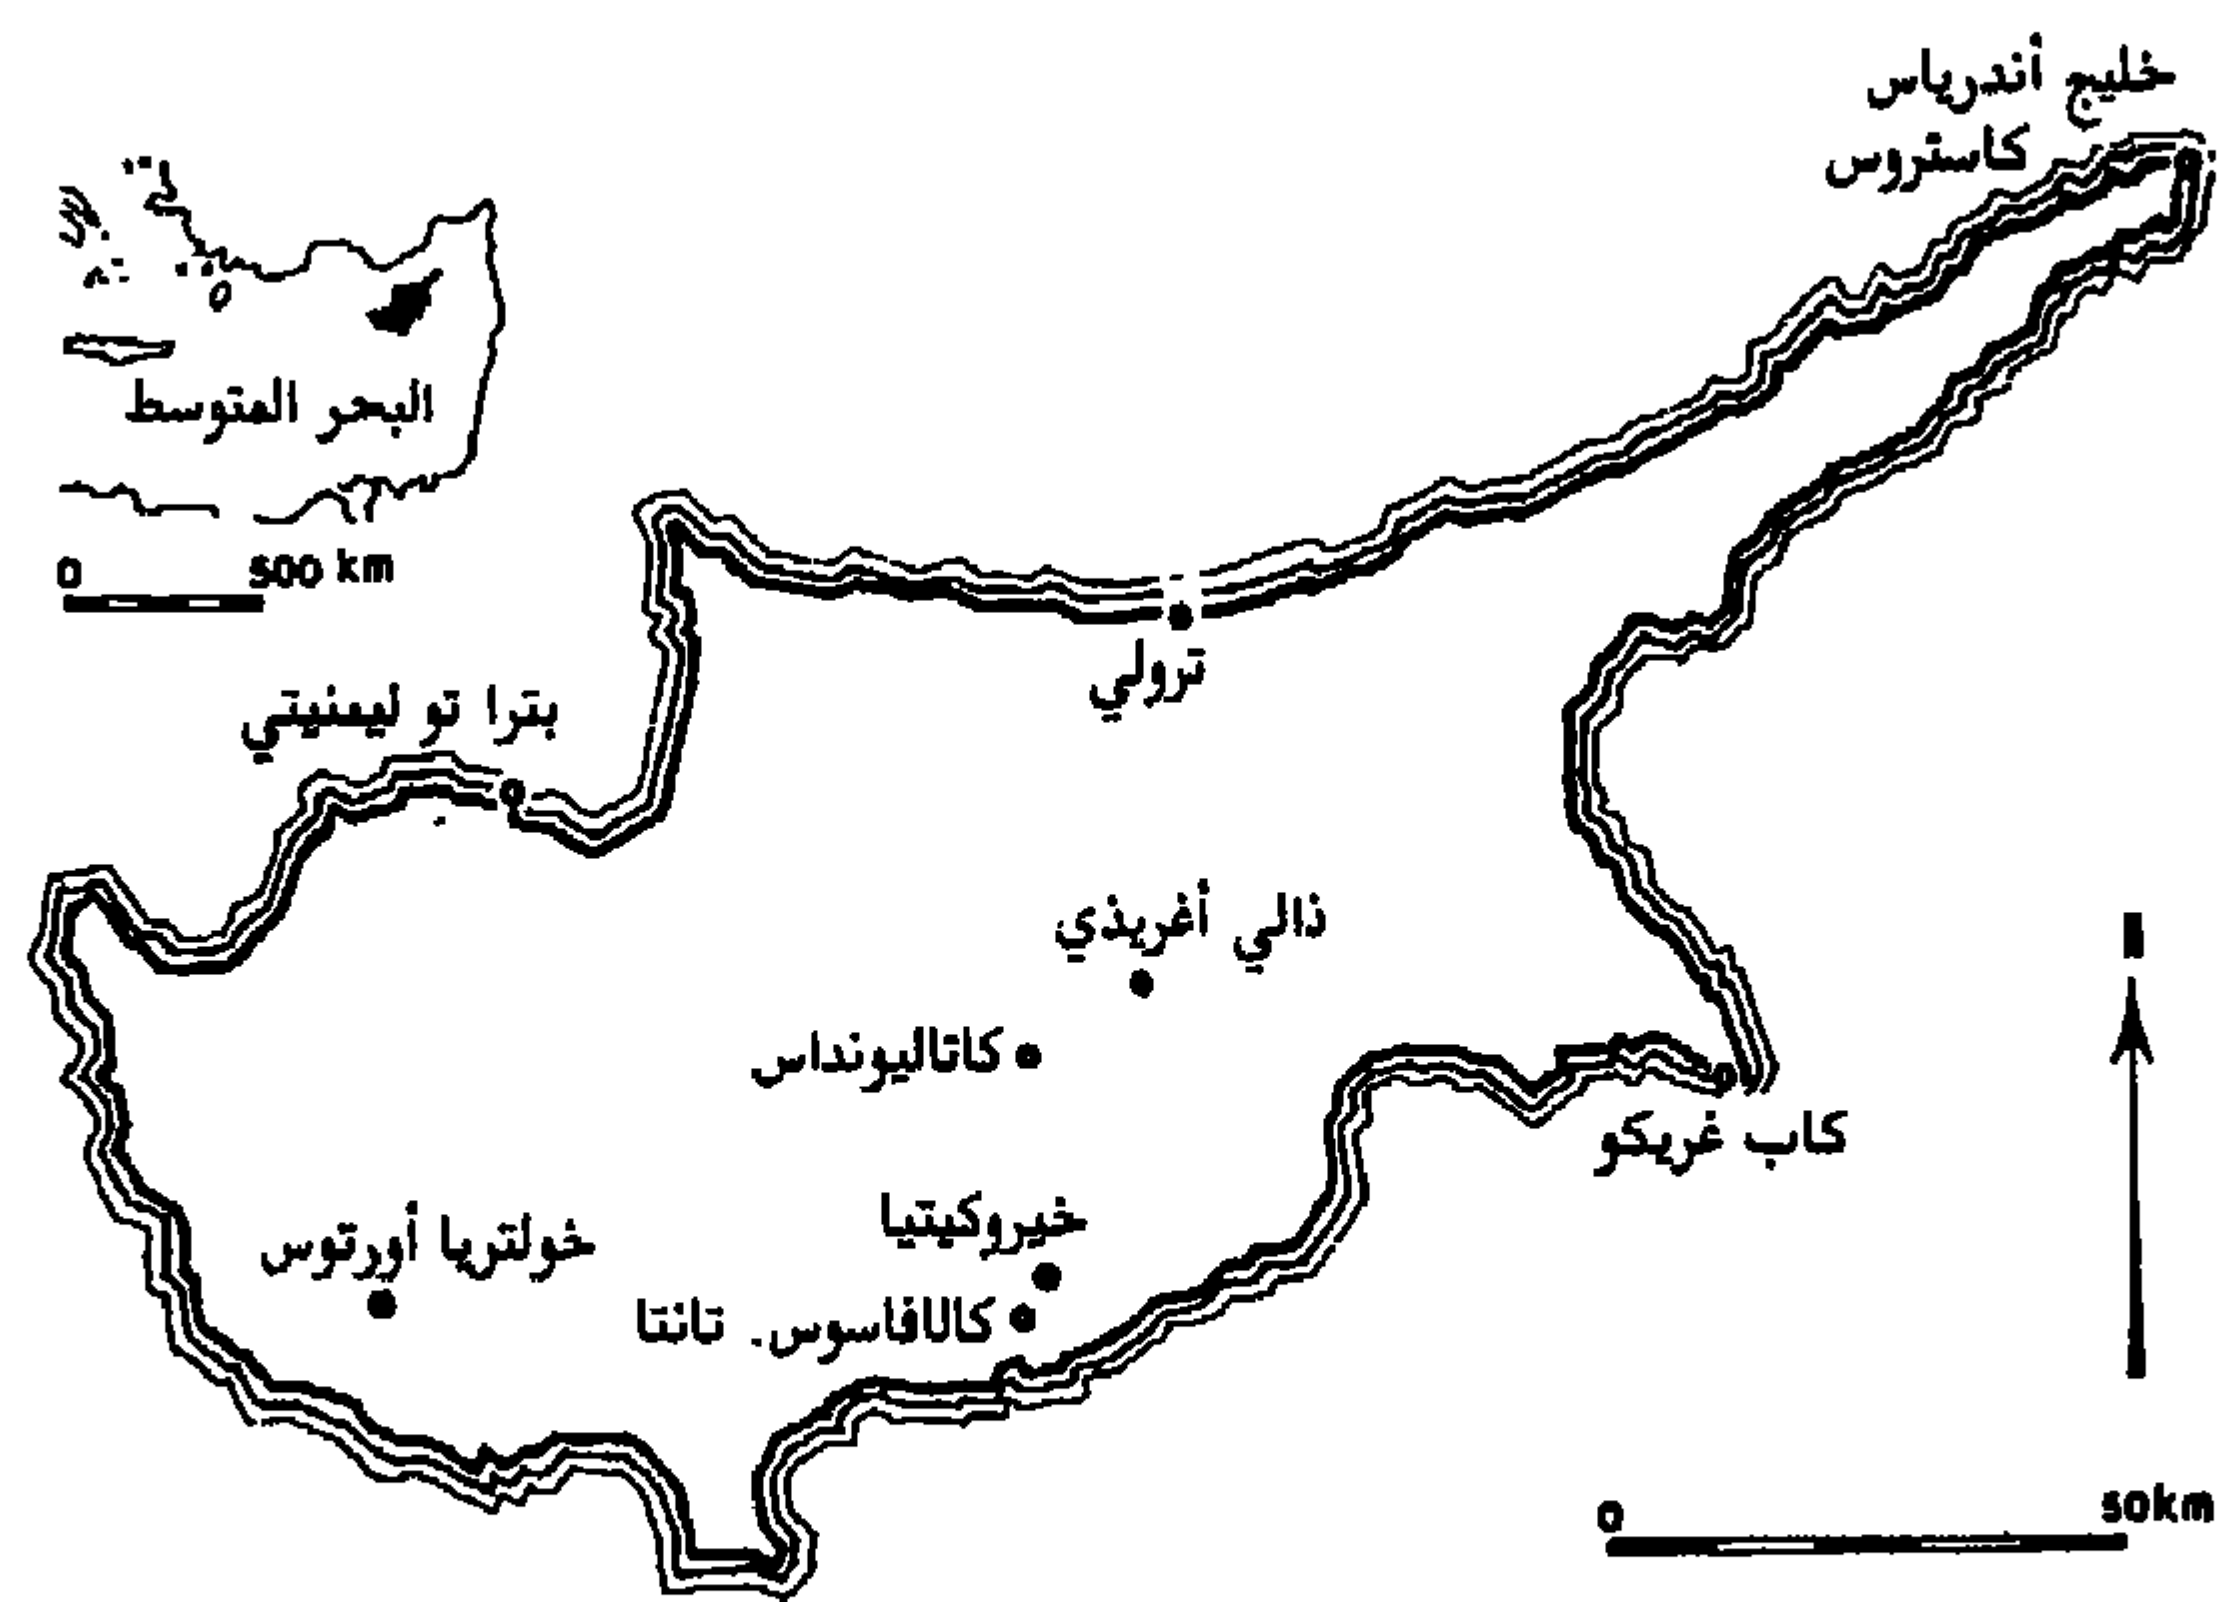 خليج أندرياس
كاستروس
البحر المتوسط
0 500 km
ترولي
بترا تو ليمنيتي
ذالي أغريذي
N
كاتاليونداس
كاب غريكو
خيروكيتيا
خولتريا أورتوس
كالافاسوس. تانتا
0 50km